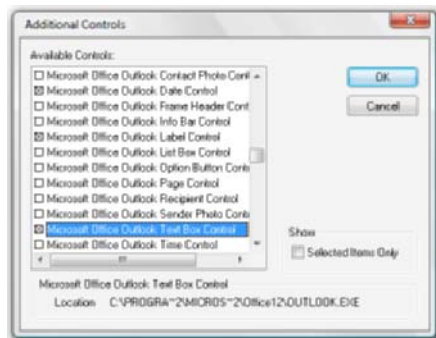 Additional Controls
Available Controls:
Microsoft Office Outlook Contact Photo Cont
Microsoft Office Outlook Date Control
Microsoft Office Outlook Frame Header Cont
Microsoft Office Outlook Info Bar Control
Microsoft Office Outlook Label Control
Microsoft Office Outlook List Box Control
Microsoft Office Outlook Option Button Contr
Microsoft Office Outlook Page Control
Microsoft Office Outlook Recipient Control
Microsoft Office Outlook Sender Photo Contr
Microsoft Office Outlook Text Box Control
Microsoft Office Outlook Time Control
OK
Cancel
Show
Selected Items Only
Microsoft Office Outlook Text Box Control
Location C:\PROGRA~2\MICROS~2\Office12\OUTLOOK.EXE